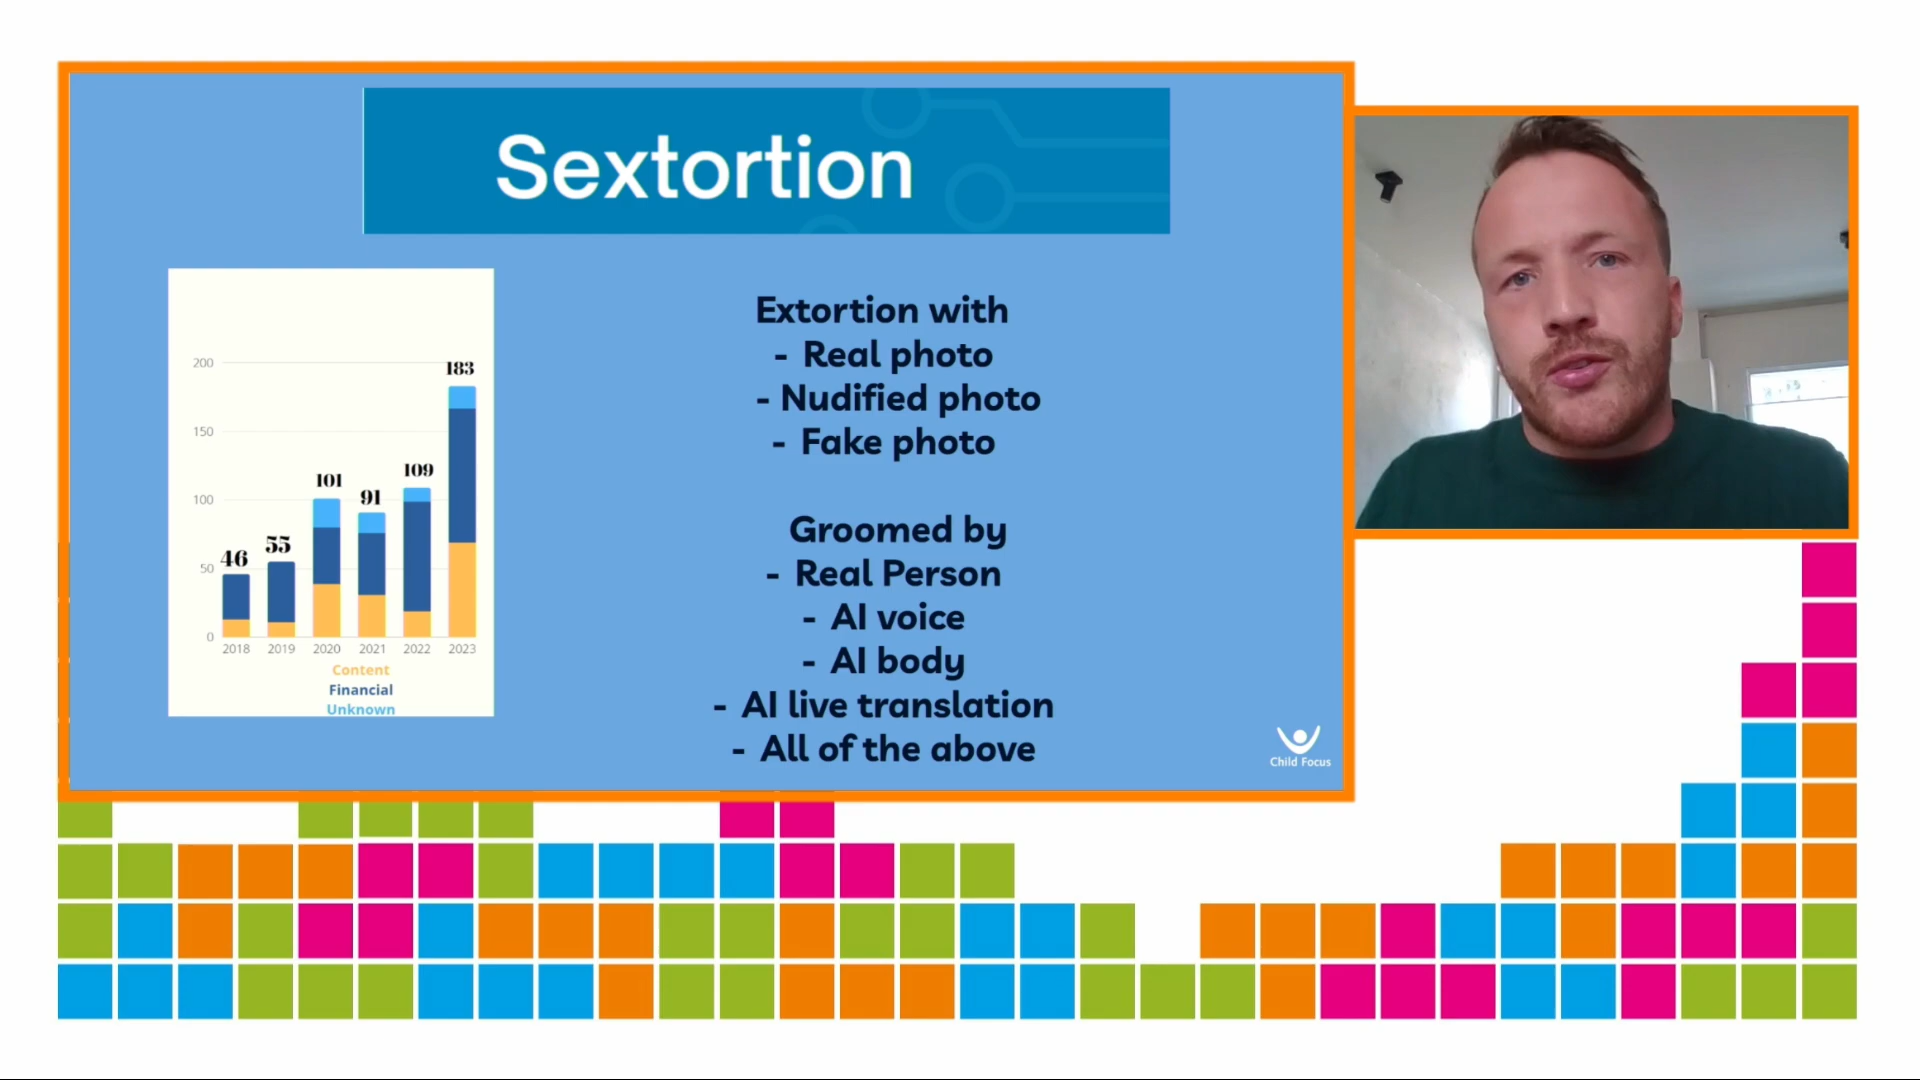 Sextortion
200
150
100
50
0
46
55
101
91
109
183
2018 2019 2020 2021 2022 2023
Content
Financial
Unknown
Extortion with
- Real photo
- Nudified photo
- Fake photo
Groomed by
- Real Person
- AI voice
- AI body
- AI live translation
- All of the above
Child Focus